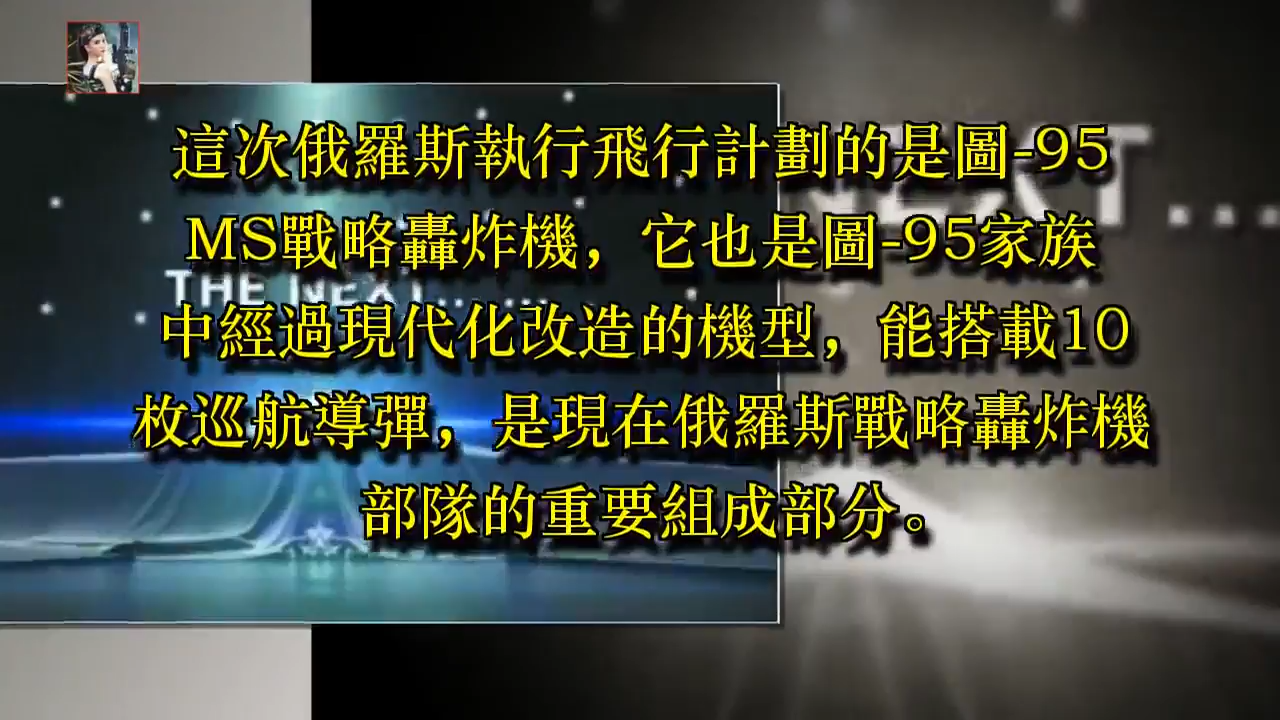 這次俄羅斯執行飛行計劃的是圖-95
MS戰略轟炸機，它也是圖-95家族
中經過現代化改造的機型，能搭載10
枚巡航導彈，是現在俄羅斯戰略轟炸機
部隊的重要組成部分。
THE NEXT.......
NEXT...